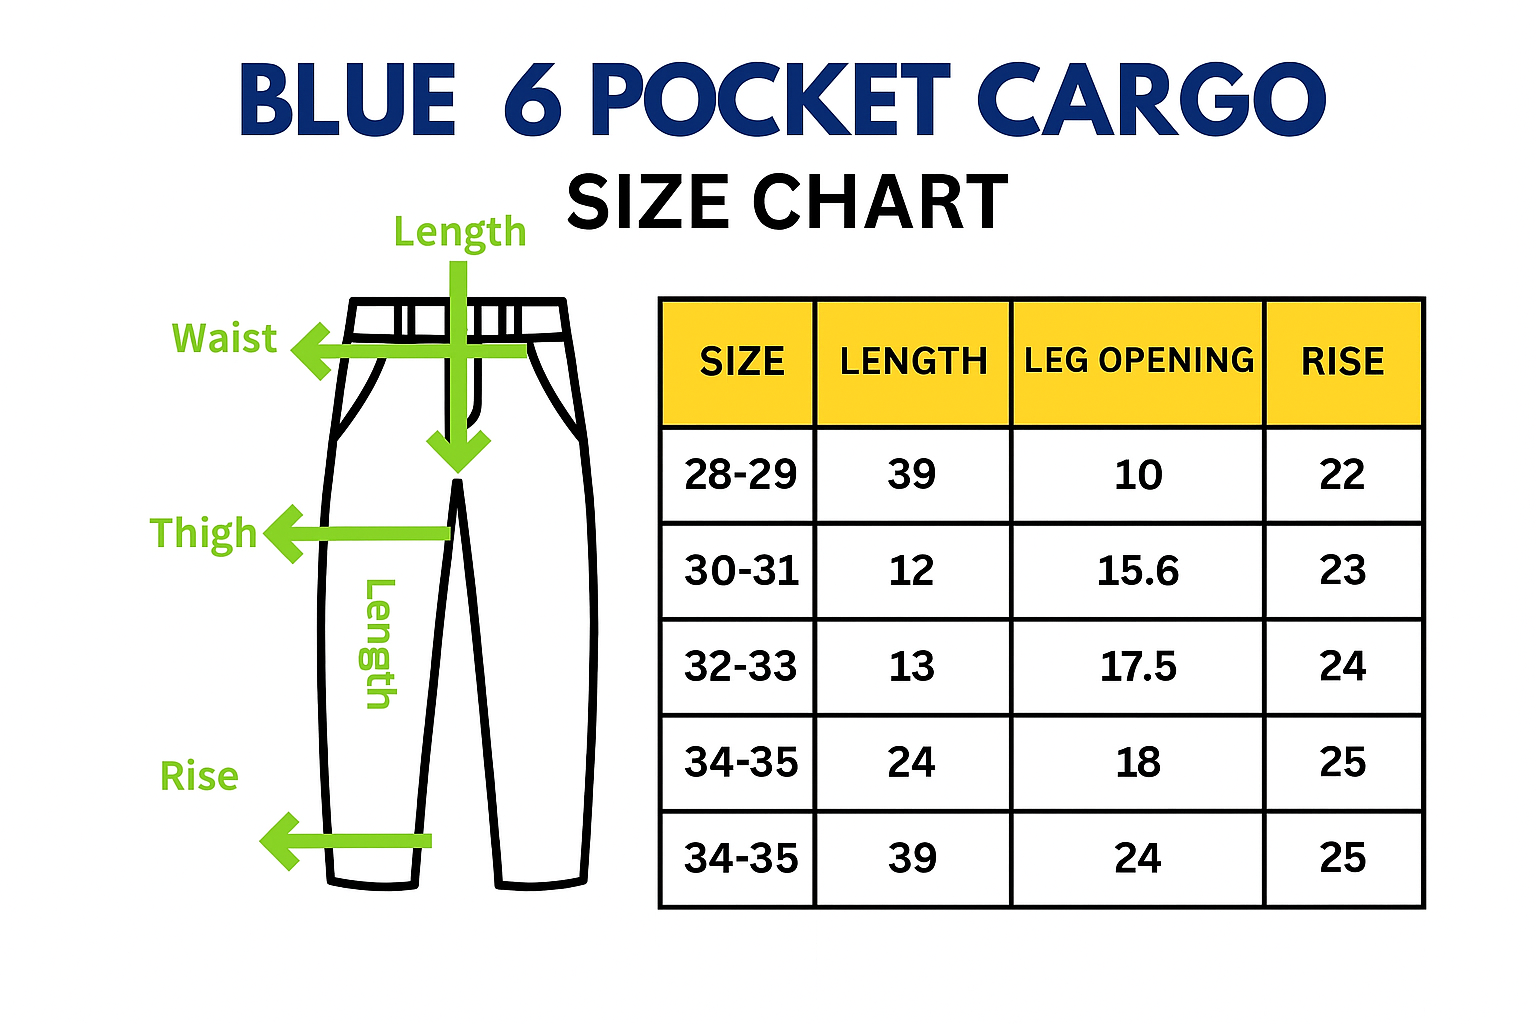 BLUE 6 POCKET CARGO
SIZE CHART
Length
Waist
Thigh
Length
Rise
SIZE LENGTH LEG OPENING RISE
28-29 39 10 22
30-31 12 15.6 23
32-33 13 17.5 24
34-35 24 18 25
34-35 39 24 25